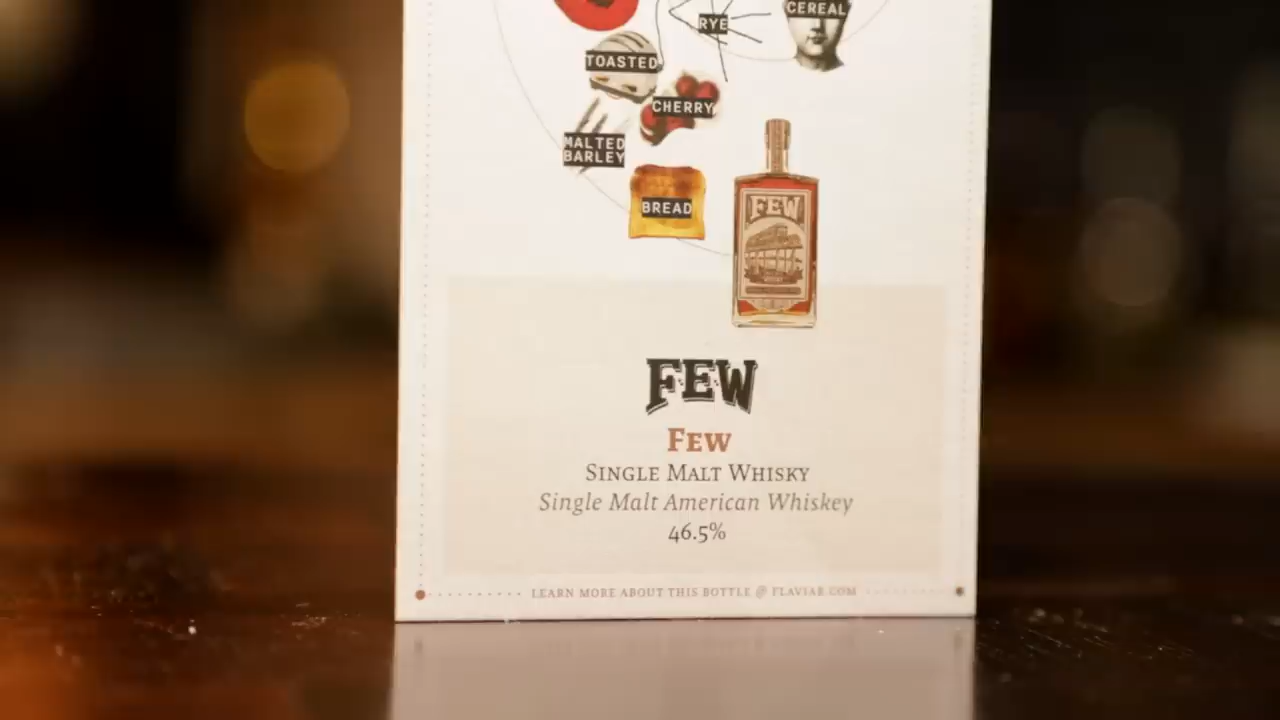 CEREAL
RYE
TOASTED
CHERRY
MALTED
BARLEY
BREAD
FEW
FEW
Few
Single Malt Whisky
Single Malt American Whiskey
46.5%
LEARN MORE ABOUT THIS BOTTLE @ FLAVIAR.COM